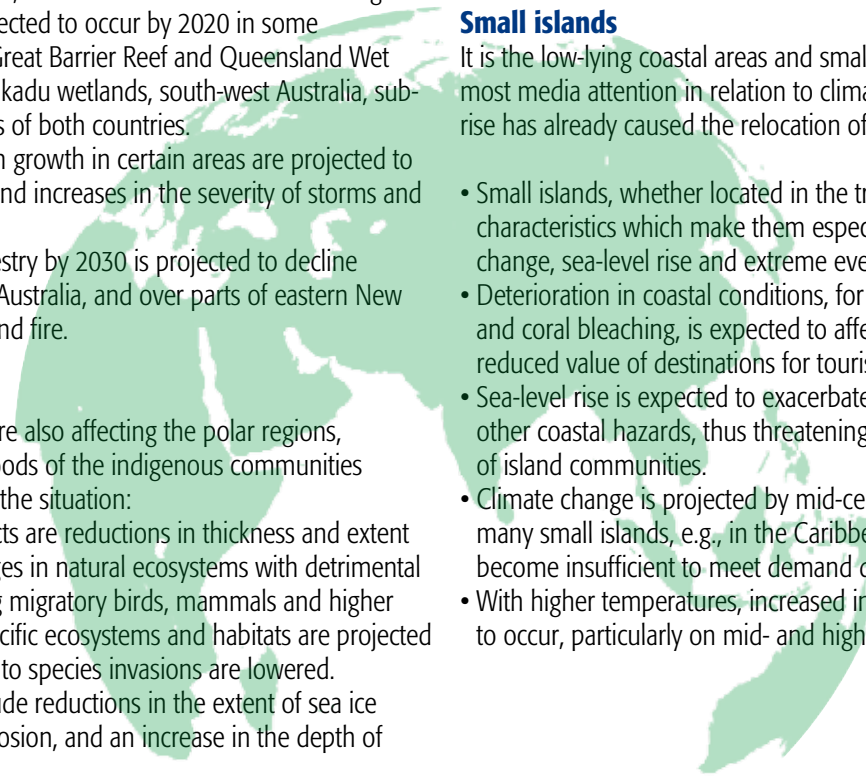 ected to occur by 2020 in some
Great Barrier Reef and Queensland Wet
kadu wetlands, south-west Australia, sub-
s of both countries.
growth in certain areas are projected to
nd increases in the severity of storms and
estry by 2030 is projected to decline
Australia, and over parts of eastern New
nd fire.
re also affecting the polar regions,
oods of the indigenous communities
the situation:
cts are reductions in thickness and extent
ges in natural ecosystems with detrimental
g migratory birds, mammals and higher
cific ecosystems and habitats are projected
to species invasions are lowered.
ude reductions in the extent of sea ice
osion, and an increase in the depth of
Small islands
It is the low-lying coastal areas and smal
most media attention in relation to clima
rise has already caused the relocation of
• Small islands, whether located in the tr
characteristics which make them espec
change, sea-level rise and extreme eve
• Deterioration in coastal conditions, for
and coral bleaching, is expected to affe
reduced value of destinations for touris
• Sea-level rise is expected to exacerbate
other coastal hazards, thus threatening
of island communities.
• Climate change is projected by mid-ce
many small islands, e.g., in the Caribbe
become insufficient to meet demand d
• With higher temperatures, increased in
to occur, particularly on mid- and high